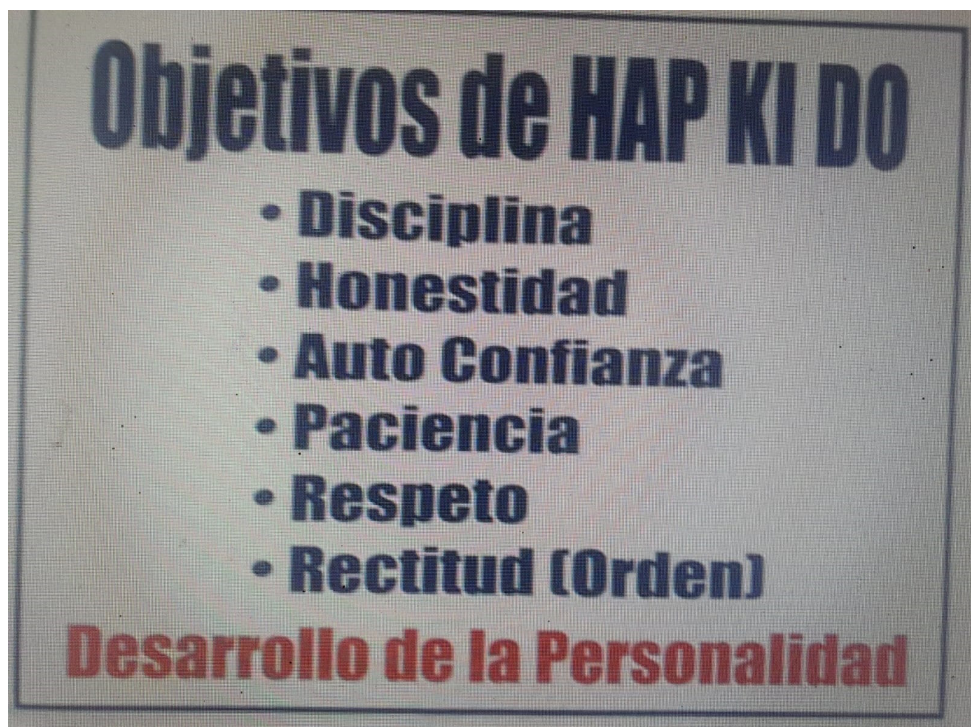 Objetivos de HAP KI DO
• Disciplina
• Honestidad
• Auto Confianza
• Paciencia
• Respeto
• Rectitud (Orden)
Desarrollo de la Personalidad